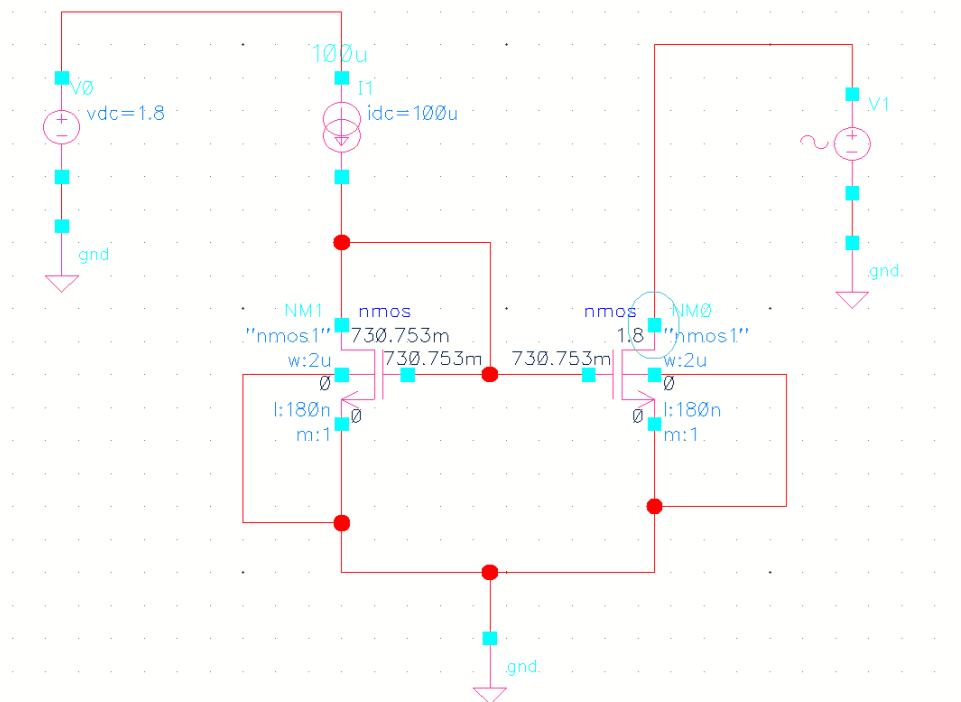 100u
V0
I1
vdc=1.8
idc=100u
V1
gnd
gnd
NM1
nmos
nmos
NM0
"nmos1"
730.753m
1.8
"nmos1"
w:2u
730.753m
730.753m
w:2u
0
0
l:180n
0
0
l:180n
m:1
m:1
gnd